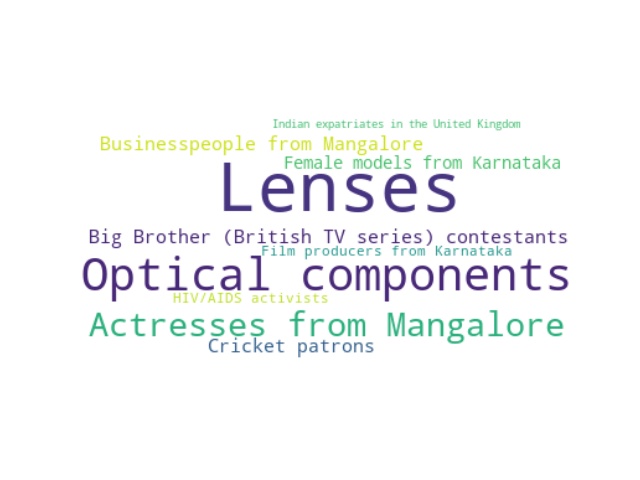 Indian expatriates in the United Kingdom
Businesspeople from Mangalore
Female models from Karnataka
Lenses
Big Brother (British TV series) contestants
Film producers from Karnataka
Optical components
HIV/AIDS activists
Actresses from Mangalore
Cricket patrons